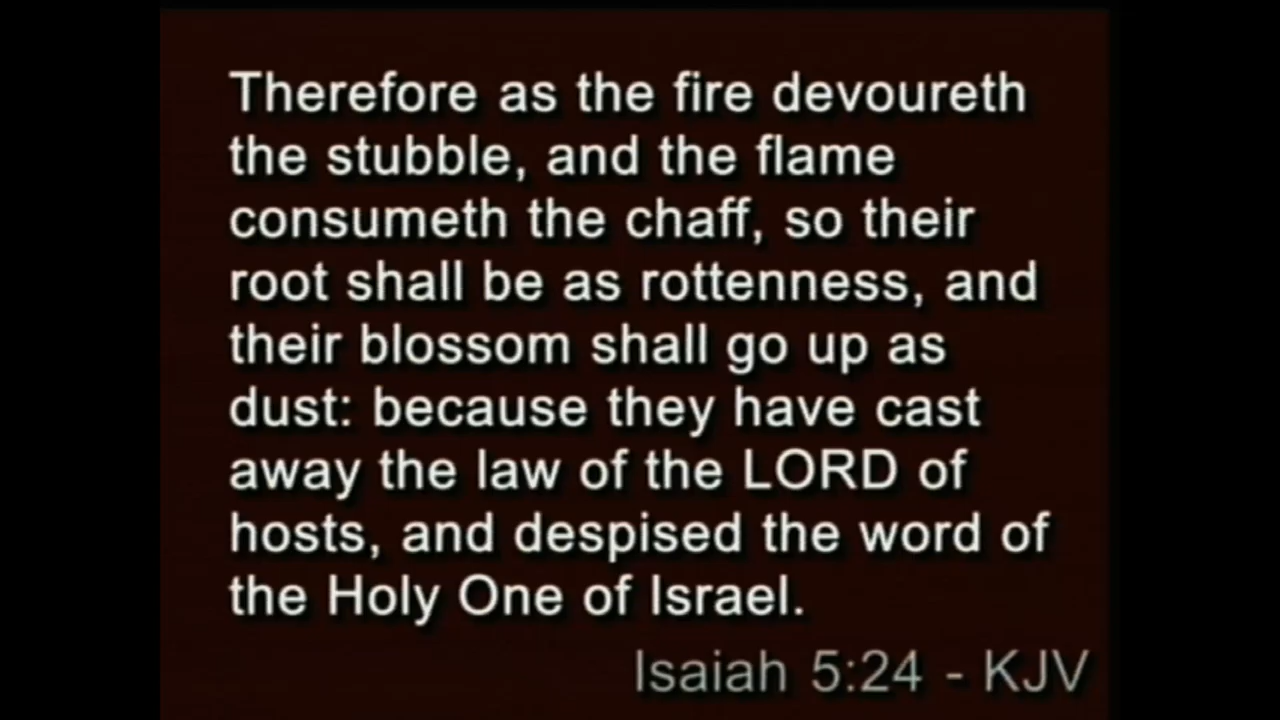 Therefore as the fire devoureth
the stubble, and the flame
consumeth the chaff, so their
root shall be as rottenness, and
their blossom shall go up as
dust: because they have cast
away the law of the LORD of
hosts, and despised the word of
the Holy One of Israel.
Isaiah 5:24 - KJV